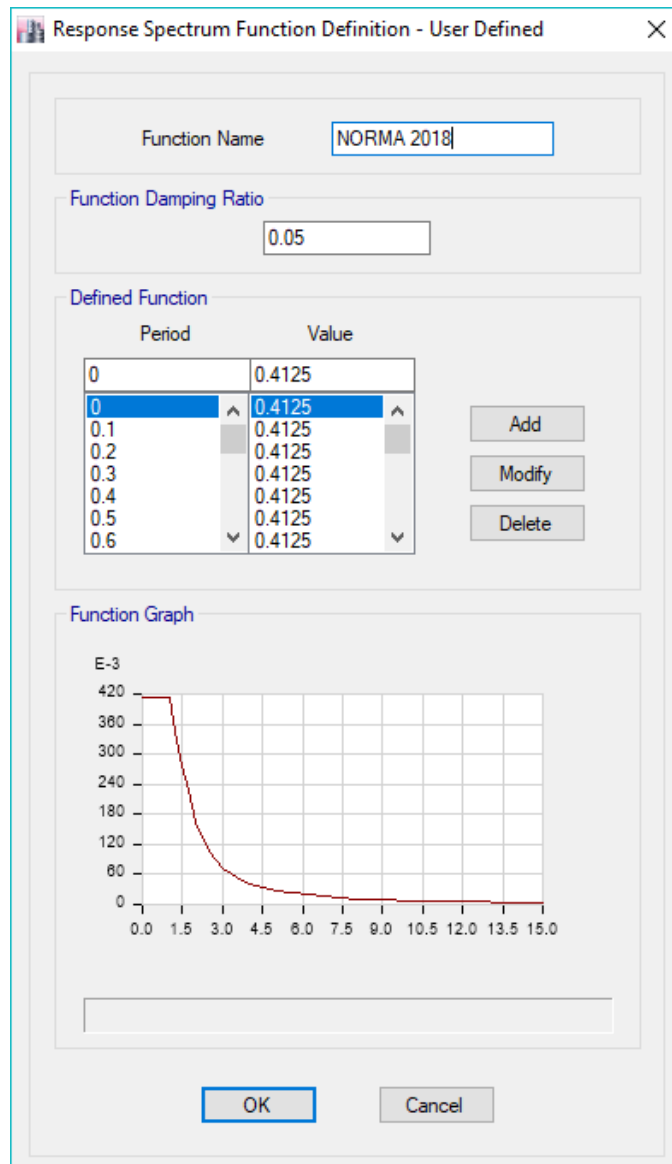 Response Spectrum Function Definition - User Defined
Function Name NORMA 2018
Function Damping Ratio
0.05
Defined Function
Period Value
0 0.4125
0 0.4125
0.1 0.4125
0.2 0.4125
0.3 0.4125
0.4 0.4125
0.5 0.4125
0.6 0.4125
Add
Modify
Delete
Function Graph
E-3
420
360
300
240
180
120
60
0
0.0 1.5 3.0 4.5 6.0 7.5 9.0 10.5 12.0 13.5 15.0
OK Cancel